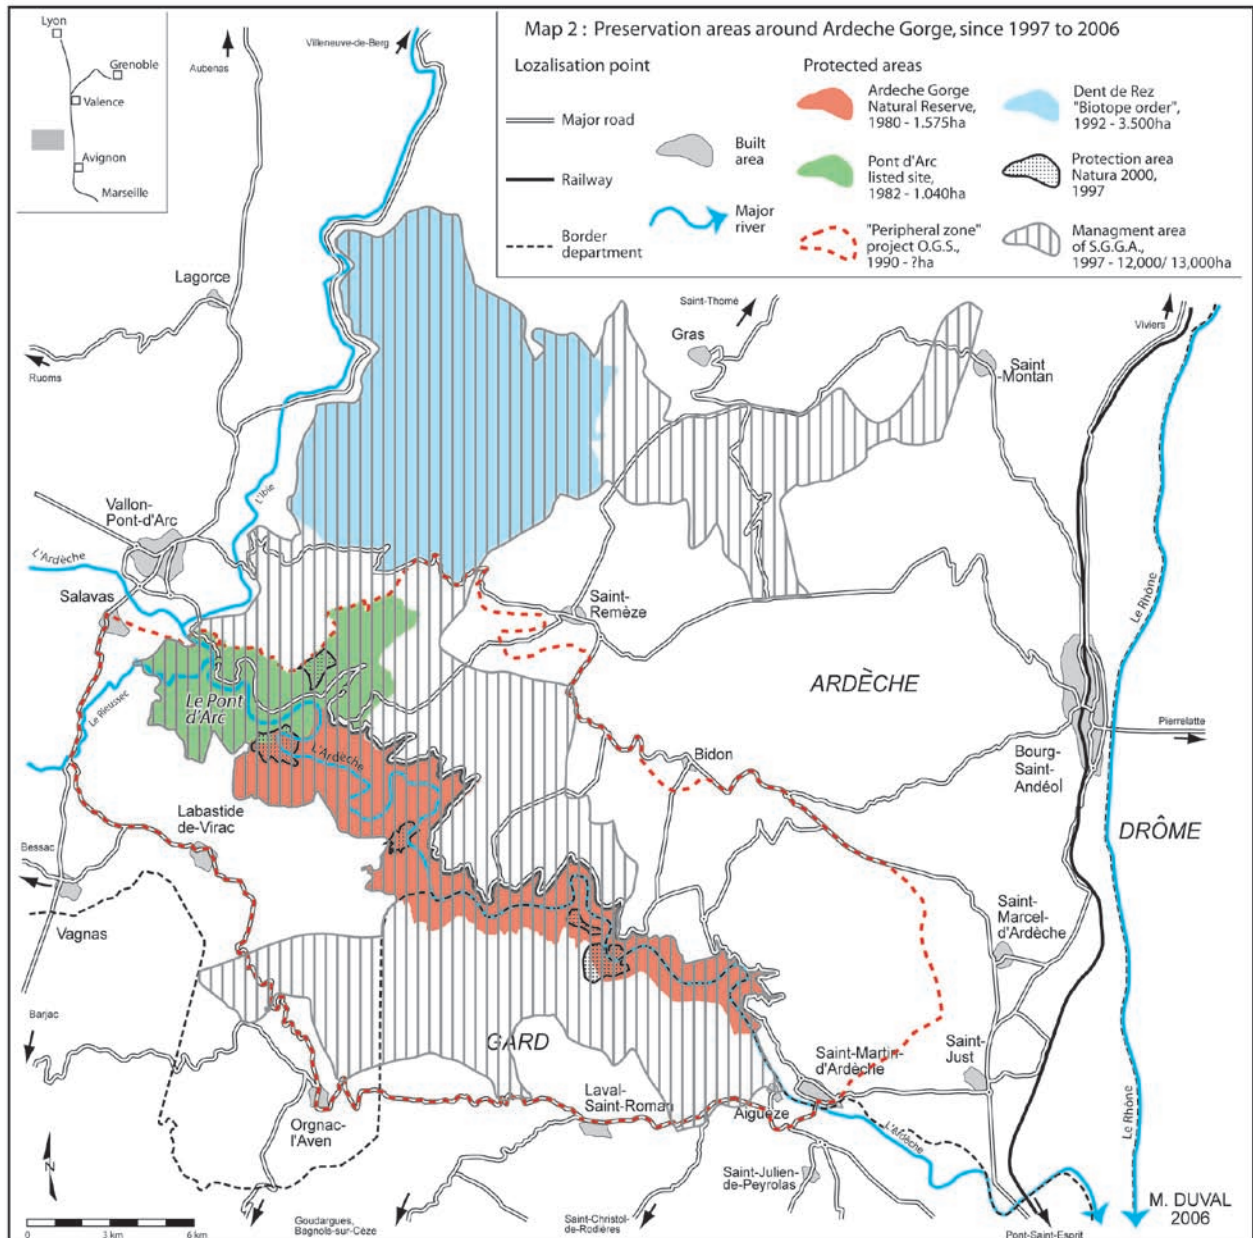 Lyon
Grenoble
Valence
Avignon
Marseille
Aubenas
Villeneuve-de-Berg
Map 2 : Preservation areas around Ardeche Gorge, since 1997 to 2006
Lozalisation point
Major road
Railway
Border
department
Built
area
Major
river
Protected areas
Ardeche Gorge
Natural Reserve,
1980 - 1.575ha
Pont d'Arc
listed site,
1982 - 1.040ha
"Peripheral zone"
project O.G.S.,
1990 - ?ha
Dent de Rez
"Biotope order",
1992 - 3.500ha
Protection area
Natura 2000,
1997
Managment area
of S.G.G.A.,
1997 - 12,000/ 13,000ha
Lagorce
Ruoms
Saint-Thomé
Gras
Saint
-Montan
Viviers
L'Ibie
Vallon-
Pont-d'Arc
L'Ardèche
Salavas
Saint-
Remèze
Le Rhône
Le Rieussec
Le Pont
d'Arc
L'Ardèche
ARDÈCHE
Pierrelatte
Bidon
Bourg-
Saint-
Andéol
DRÔME
Labastide
de-Virac
Bessac
Vagnas
Saint-
Marcel-
d'Ardèche
Barjac
GARD
Saint-Martin-
d'Ardèche
Saint-
Just
Orgnac-
l'Aven
Laval-
Saint-Roman
Aiguèze
L'Ardèche
Le Rhône
Saint-Julien-
de-Peyrolas
N
0 3 km 6 km
Goudargues,
Bagnols-sur-Cèze
Saint-Christol-
de-Rodières
Pont-Saint-Esprit
M. DUVAL
2006